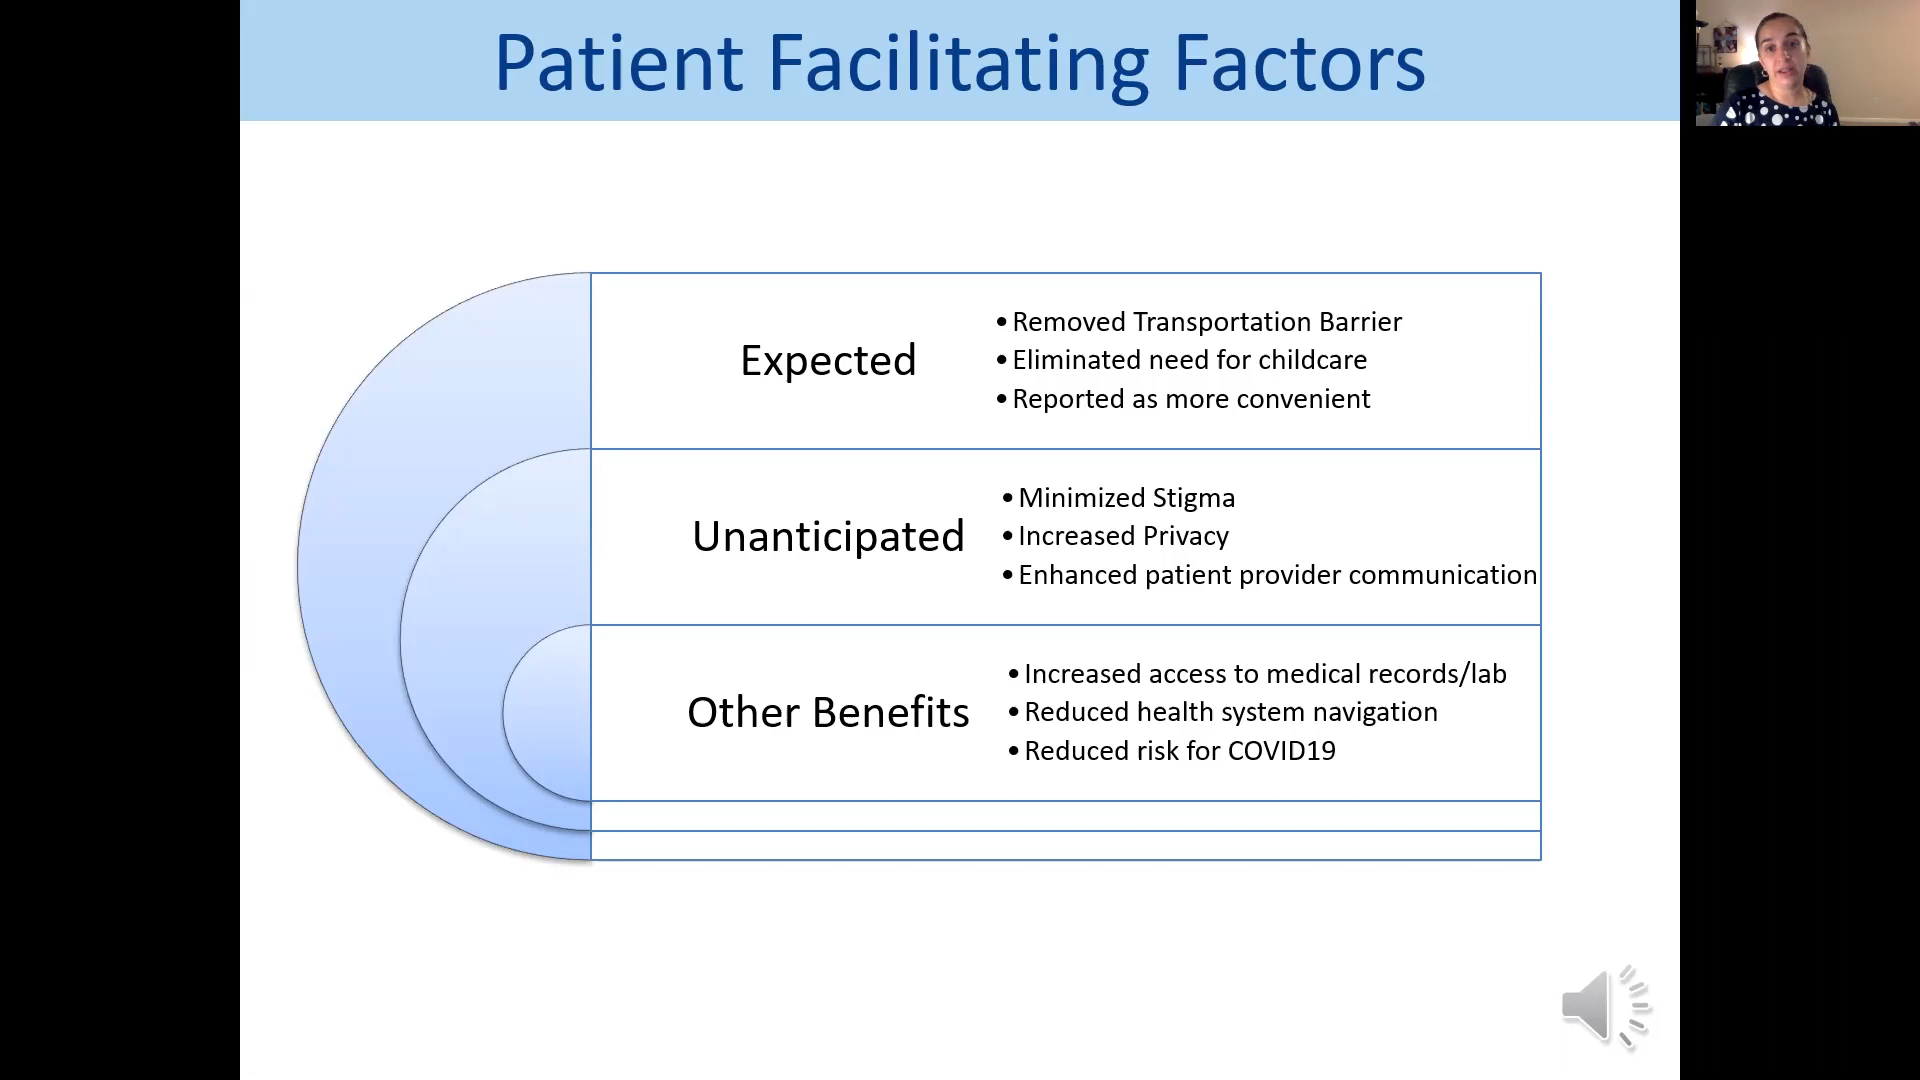 Patient Facilitating Factors
Expected
•Removed Transportation Barrier
•Eliminated need for childcare
•Reported as more convenient
Unanticipated
•Minimized Stigma
•Increased Privacy
•Enhanced patient provider communication
Other Benefits
•Increased access to medical records/lab
•Reduced health system navigation
•Reduced risk for COVID19